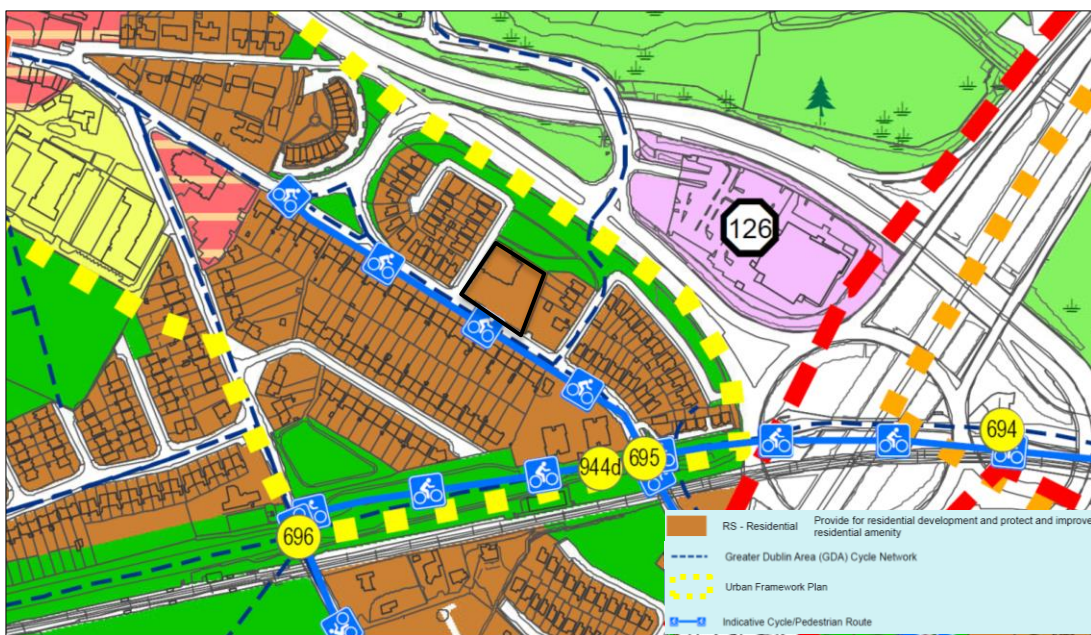 126
694
695
944d
696
RS - Residential Provide for residential development and protect and improve
residential amenity
Greater Dublin Area (GDA) Cycle Network
Urban Framework Plan
Indicative Cycle/Pedestrian Route